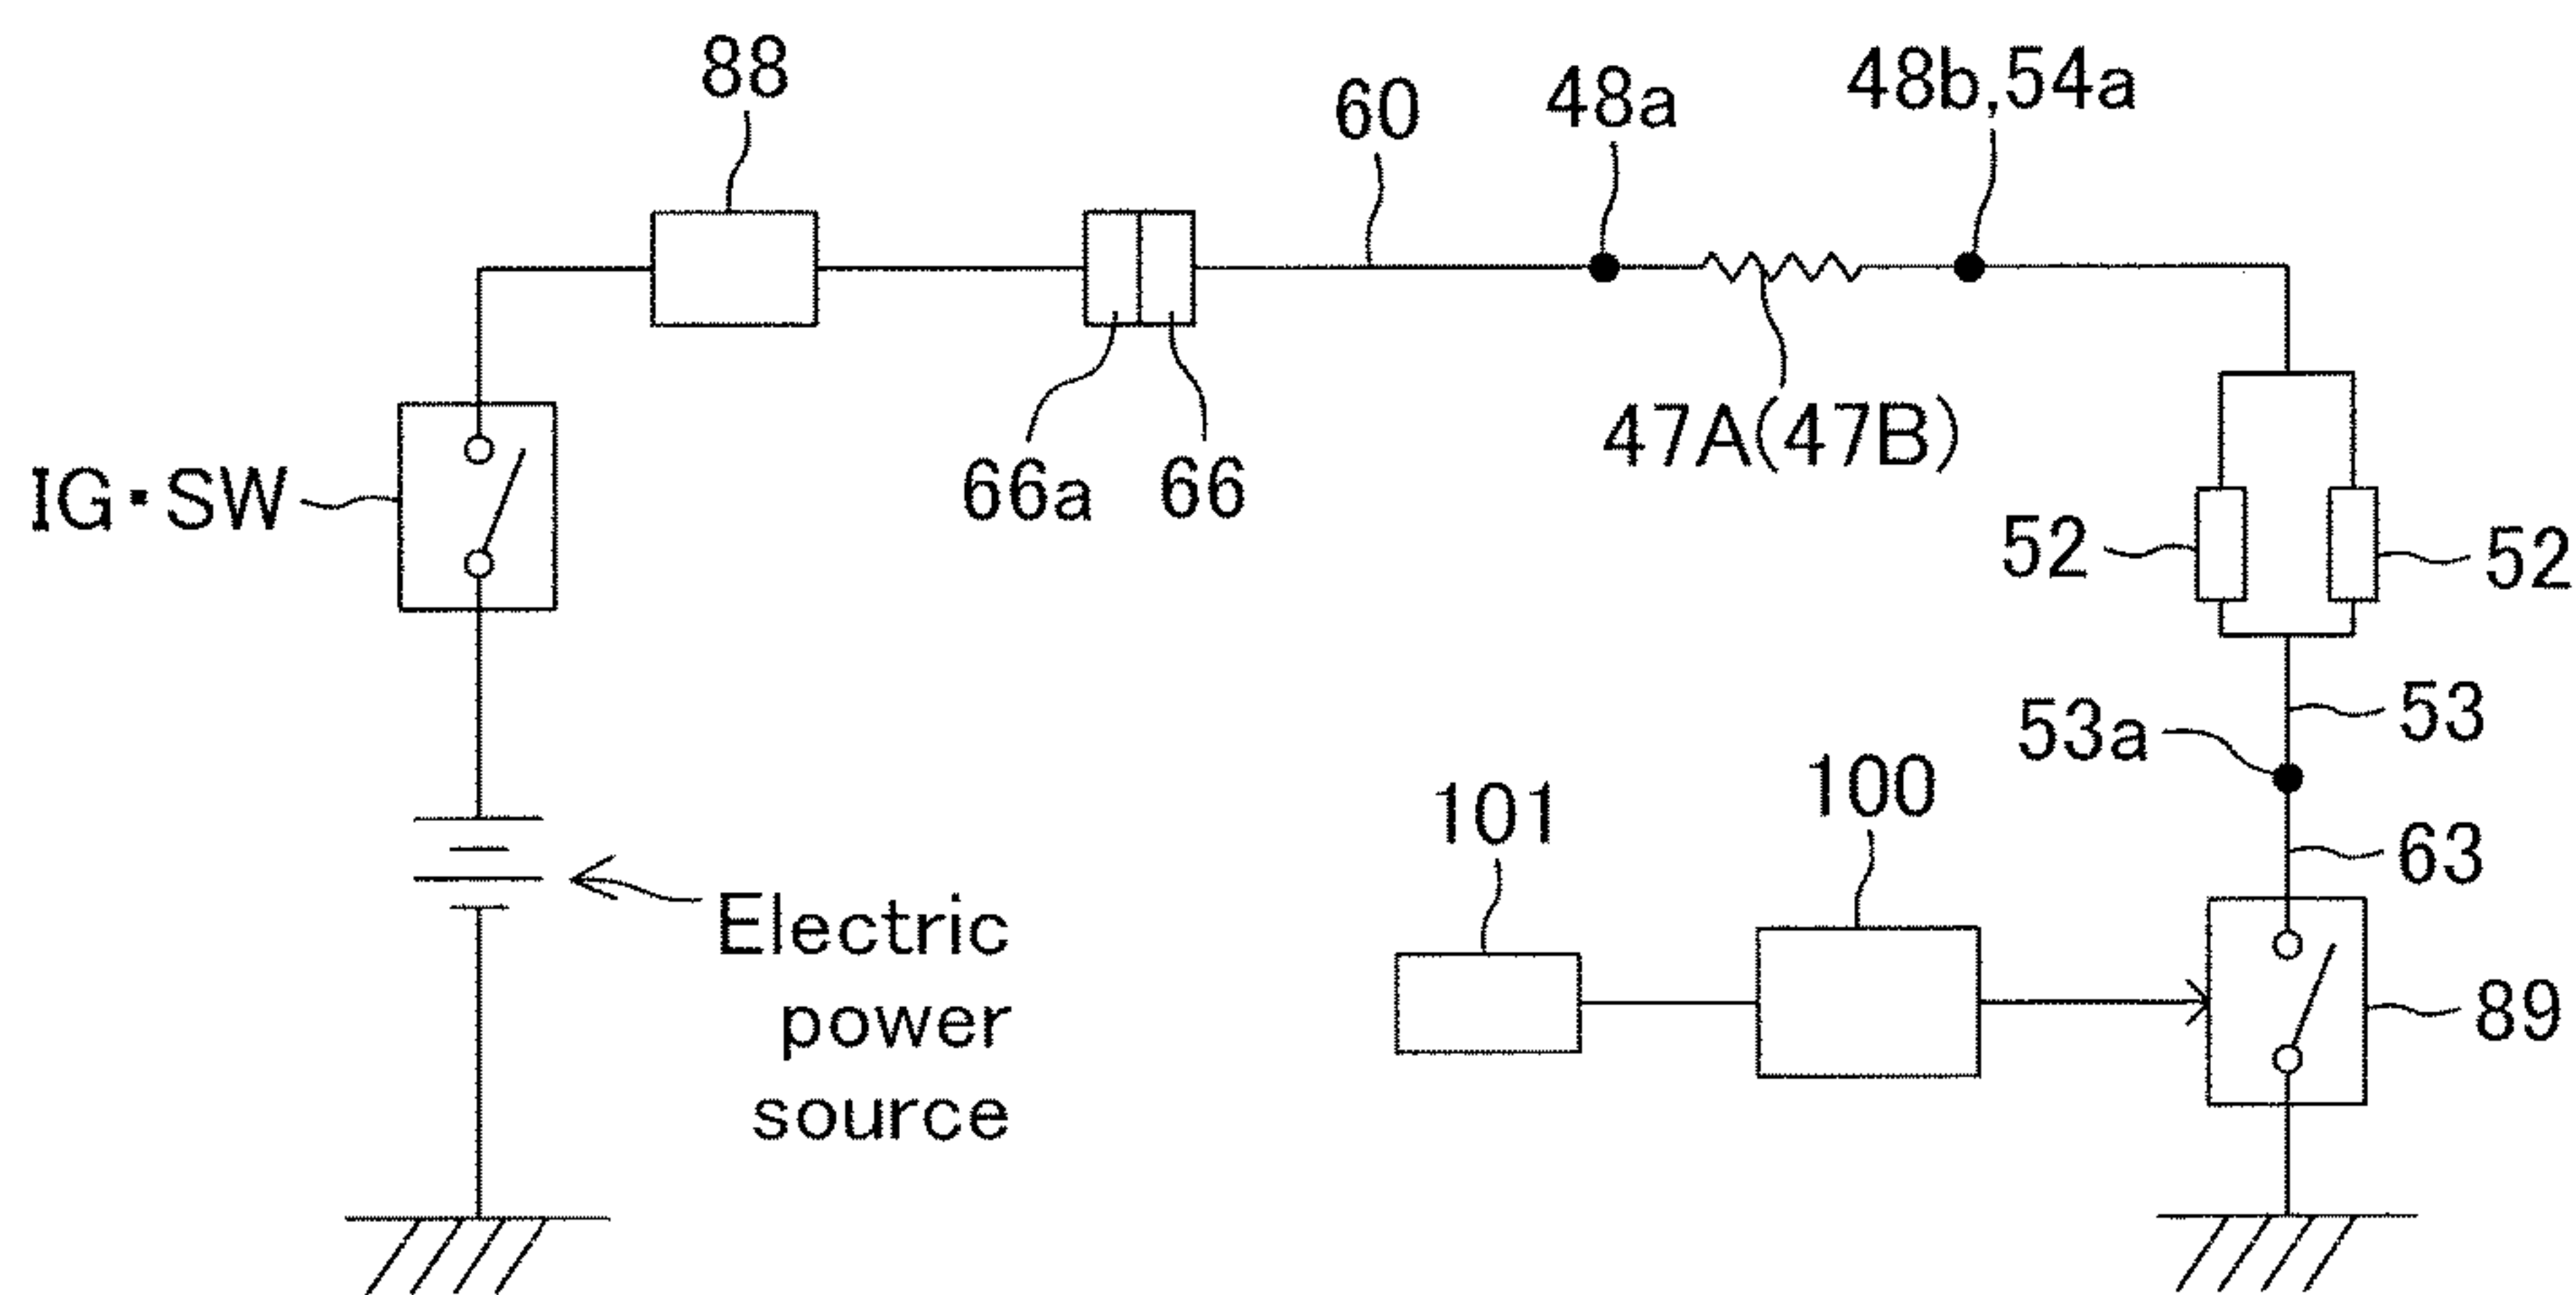 88
60
48a
48b,54a
IG・SW
66a
66
47A(47B)
52
52
53a
53
101
100
63
Electric
power
source
89